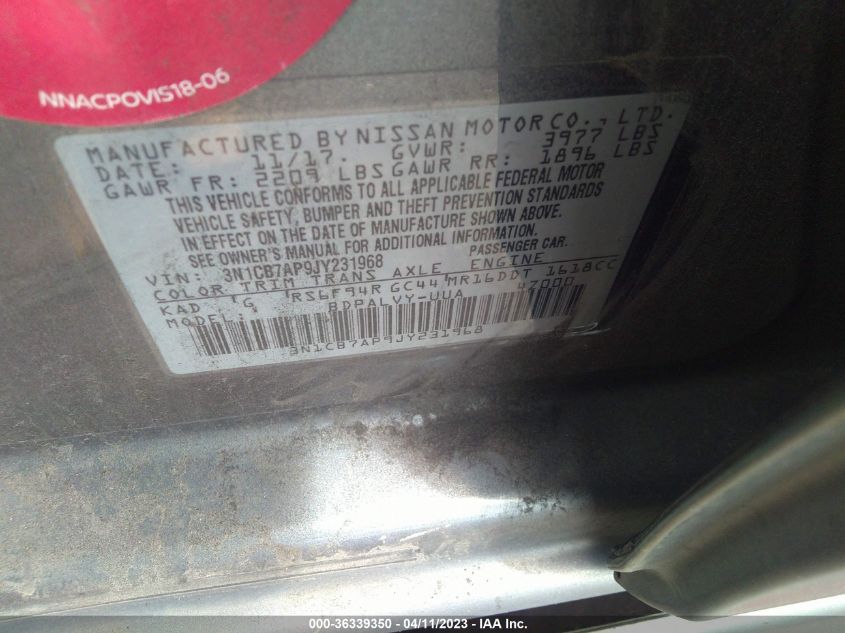 NNACPOVIS18-06
MANUFACTURED BY NISSAN MOTOR CO., LTD.
DATE: 11/17. GVWR: 3977 LBS
GAWR FR: 2209 LBS GAWR RR: 1896 LBS
THIS VEHICLE CONFORMS TO ALL APPLICABLE FEDERAL MOTOR
VEHICLE SAFETY, BUMPER AND THEFT PREVENTION STANDARDS
IN EFFECT ON THE DATE OF MANUFACTURE SHOWN ABOVE.
SEE OWNER'S MANUAL FOR ADDITIONAL INFORMATION.
VIN: 3N1CB7AP9JY231968 PASSENGER CAR.
COLOR TRIM TRANS AXLE ENGINE
KAD G RS6F94R GC44 MR16DDT 1618CC
MODEL: BDPALVY-UUA 47000
3N1CB7AP9JY231968
000-36339350 - 04/11/2023 - IAA Inc.